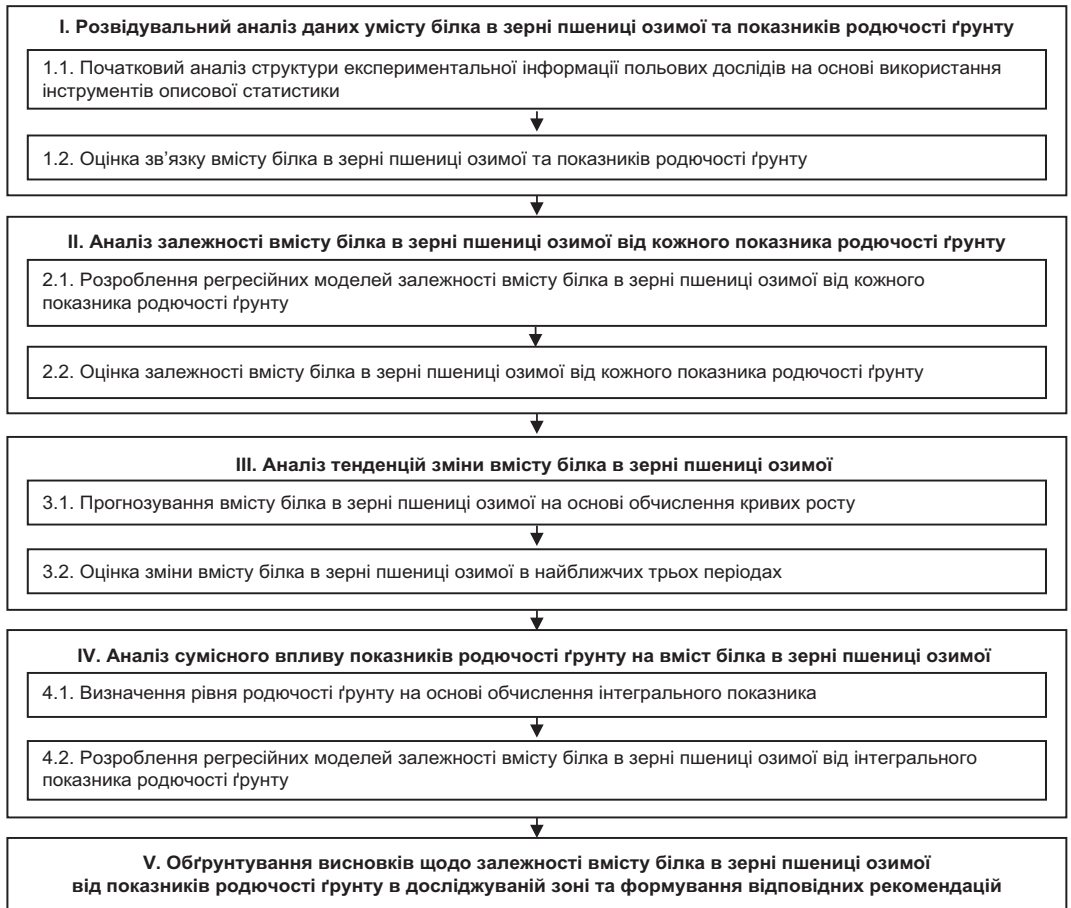 І. Розвідувальний аналіз даних умісту білка в зерні пшениці озимої та показників родючості ґрунту
1.1. Початковий аналіз структури експериментальної інформації польових дослідів на основі використання
інструментів описової статистики
1.2. Оцінка зв’язку вмісту білка в зерні пшениці озимої та показників родючості ґрунту
ІІ. Аналіз залежності вмісту білка в зерні пшениці озимої від кожного показника родючості ґрунту
2.1. Розроблення регресійних моделей залежності вмісту білка в зерні пшениці озимої від кожного
показника родючості ґрунту
2.2. Оцінка залежності вмісту білка в зерні пшениці озимої від кожного показника родючості ґрунту
ІІІ. Аналіз тенденцій зміни вмісту білка в зерні пшениці озимої
3.1. Прогнозування вмісту білка в зерні пшениці озимої на основі обчислення кривих росту
3.2. Оцінка зміни вмісту білка в зерні пшениці озимої в найближчих трьох періодах
IV. Аналіз сумісного впливу показників родючості ґрунту на вміст білка в зерні пшениці озимої
4.1. Визначення рівня родючості ґрунту на основі обчислення інтегрального показника
4.2. Розроблення регресійних моделей залежності вмісту білка в зерні пшениці озимої від інтегрального
показника родючості ґрунту
V. Обґрунтування висновків щодо залежності вмісту білка в зерні пшениці озимої
від показників родючості ґрунту в досліджуваній зоні та формування відповідних рекомендацій